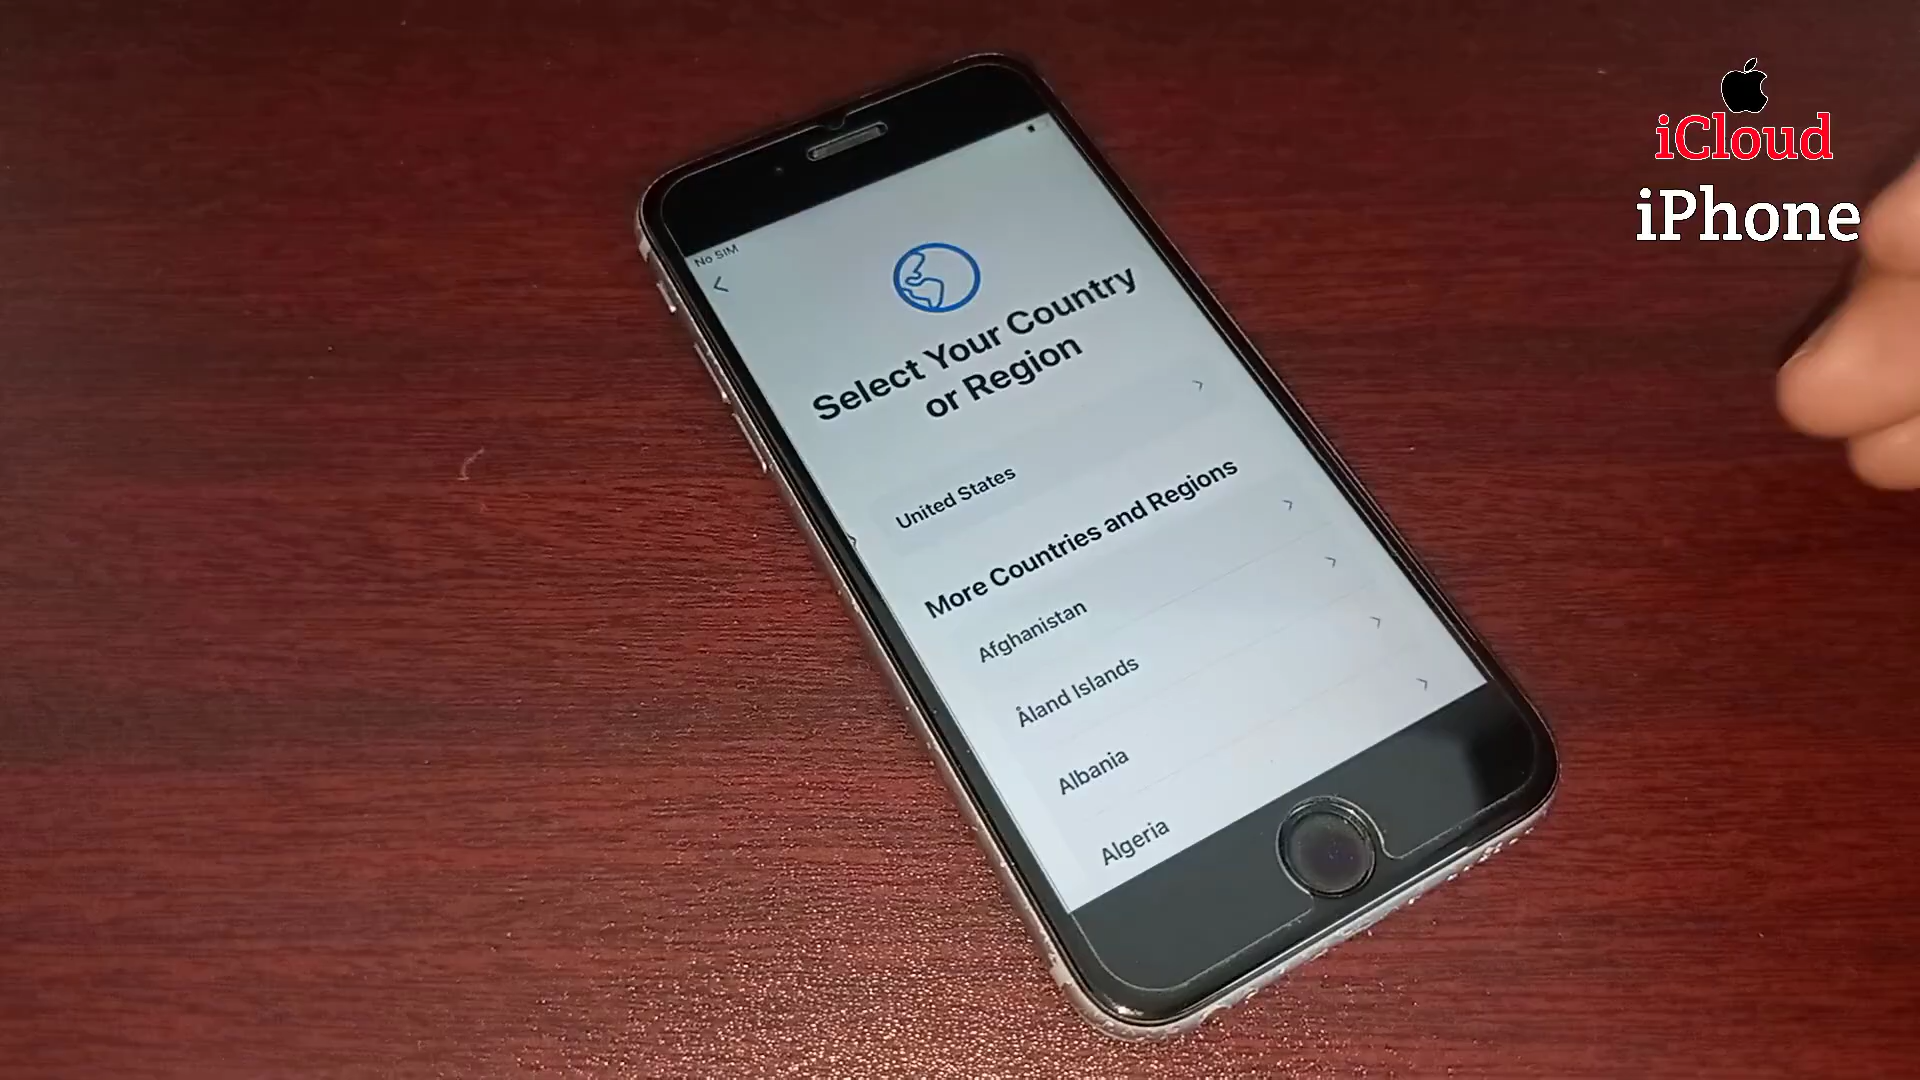 iCloud
iPhone
No SIM
Select Your Country
or Region
United States
More Countries and Regions
Afghanistan
Åland Islands
Albania
Algeria